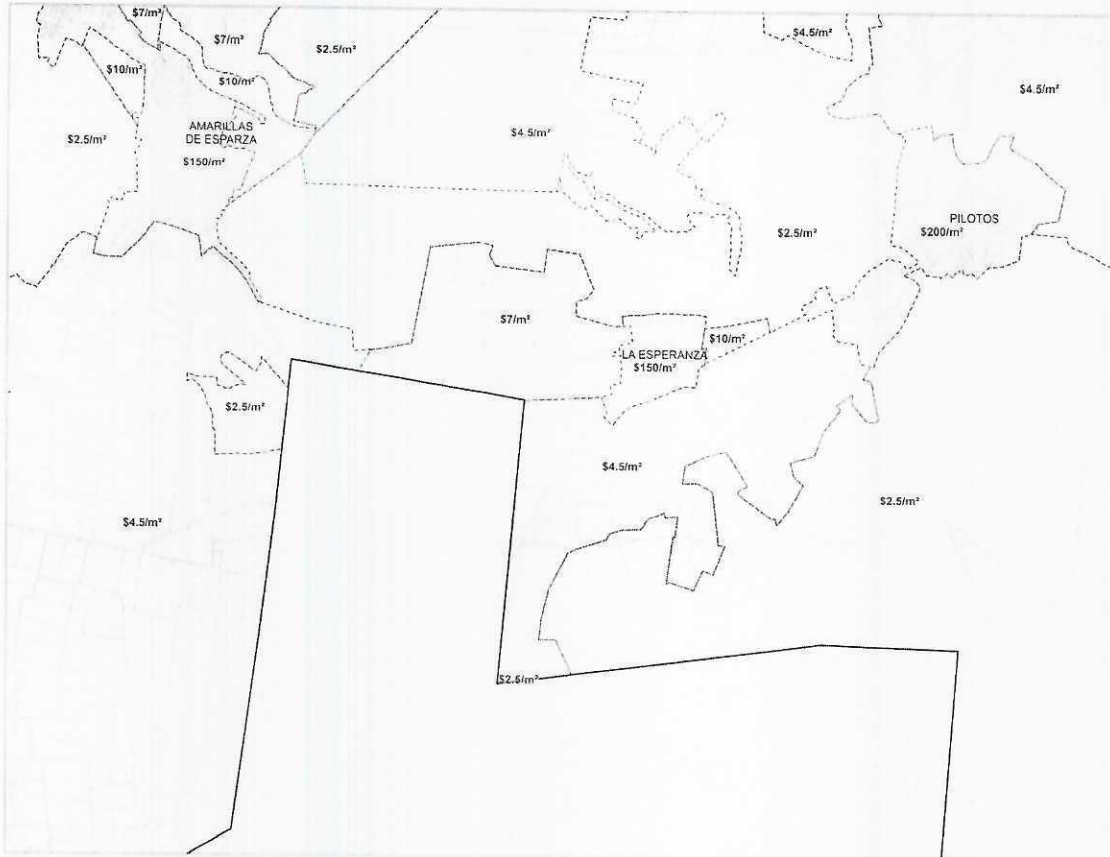 $7/m²
$7/m²
$2.5/m²
$4.5/m²
$10/m²
$10/m²
$4.5/m²
AMARILLAS
DE ESPARZA
$2.5/m²
$4.5/m²
$150/m²
PILOTOS
$200/m²
$2.5/m²
$7/m²
$10/m²
LA ESPERANZA
$150/m²
$2.5/m²
$4.5/m²
$2.5/m²
$4.5/m²
$2.5/m²